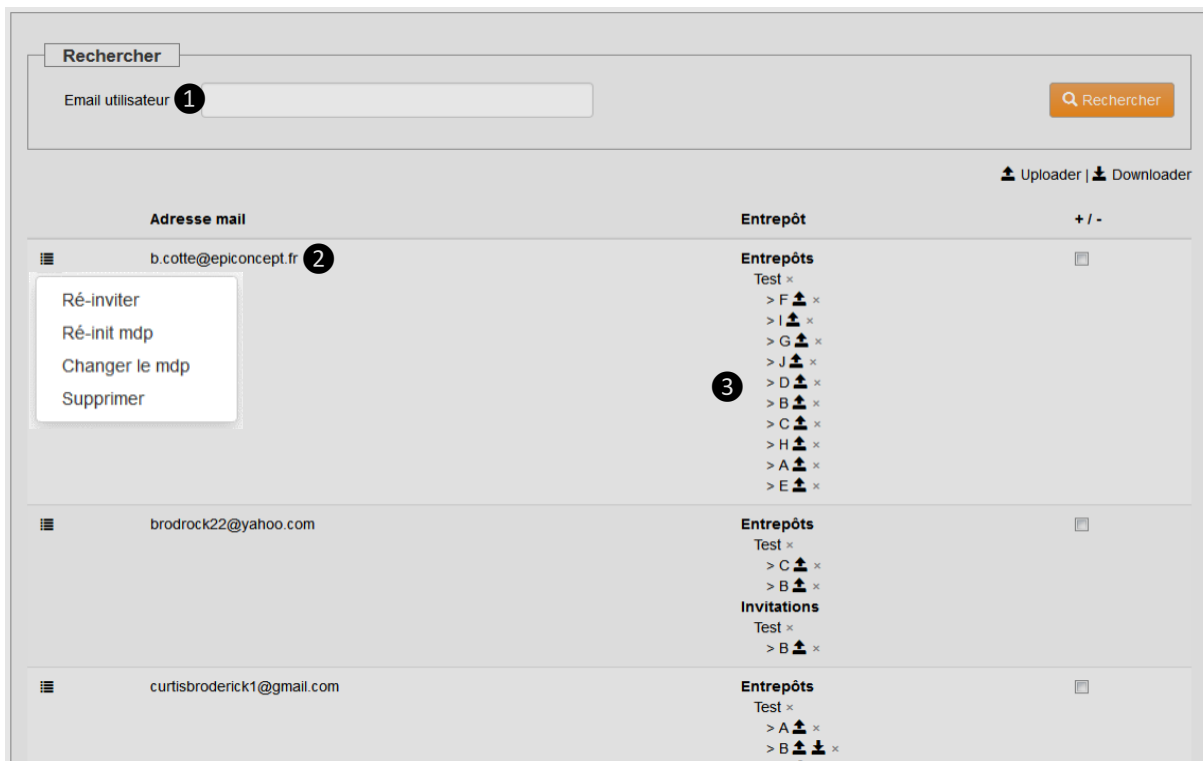 Rechercher
Email utilisateur 1
Rechercher
Uploader | Downloader
Adresse mail Entrepôt + / -
b.cotte@epiconcept.fr 2
Ré-inviter
Ré-init mdp
Changer le mdp
Supprimer
Entrepôts
Test ×
> F ×
> I ×
> G ×
> J ×
3 > D ×
> B ×
> C ×
> H ×
> A ×
> E ×
brodrock22@yahoo.com Entrepôts
Test ×
> C ×
> B ×
Invitations
Test ×
> B ×
curtisbroderick1@gmail.com Entrepôts
Test ×
> A ×
> B ×